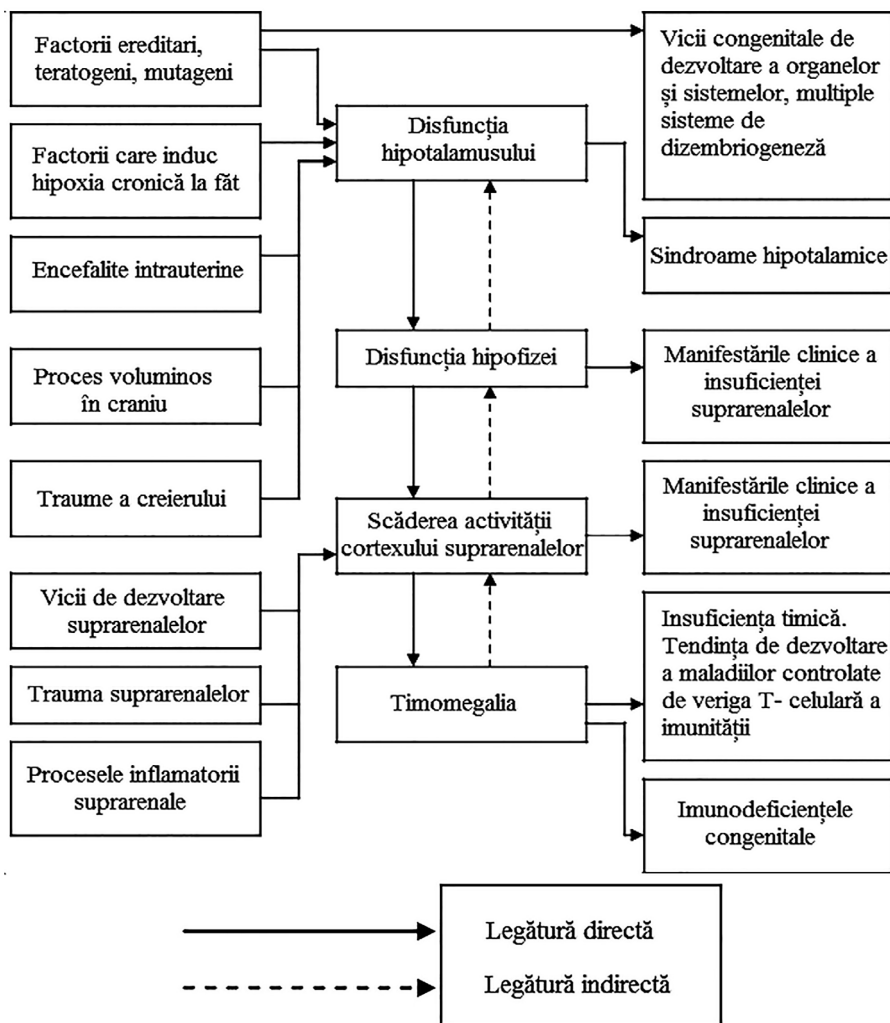 Factorii ereditari,
teratogeni, mutageni
Factorii care induc
hipoxia cronică la făt
Encefalite intrauterine
Proces voluminos
în craniu
Traume a creierului
Vicii de dezvoltare
suprarenalelor
Trauma suprarenalelor
Procesele inflamatorii
suprarenale
Disfuncția
hipotalamusului
Disfuncția hipofizei
Scăderea activității
cortexului suprarenalelor
Timomegalia
Vicii congenitale de
dezvoltare a organelor
și sistemelor, multiple
sisteme de
dizembriogeneză
Sindroame hipotalamice
Manifestările clinice a
insuficienței
suprarenalelor
Manifestările clinice a
insuficienței
suprarenalelor
Insuficiența timică.
Tendința de dezvoltare
a maladiilor controlate
de veriga T- celulară a
imunității
Imunodeficiențele
congenitale
Legătură directă
Legătură indirectă